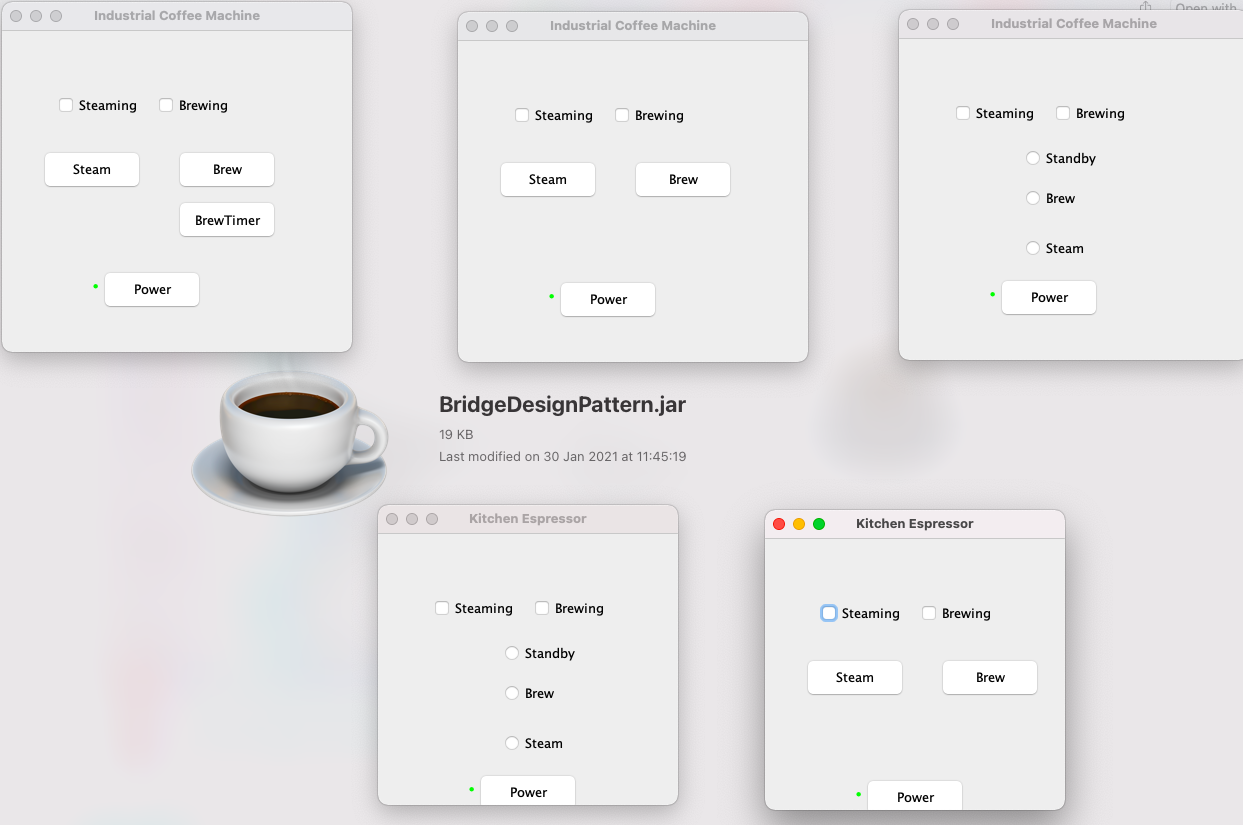 Open with
Industrial Coffee Machine
Steaming Brewing
Steam Brew
BrewTimer
Power
Industrial Coffee Machine
Steaming Brewing
Steam Brew
Power
Industrial Coffee Machine
Steaming Brewing
Standby
Brew
Steam
Power
BridgeDesignPattern.jar
19 KB
Last modified on 30 Jan 2021 at 11:45:19
Kitchen Espressor
Steaming Brewing
Standby
Brew
Steam
Power
Kitchen Espressor
Steaming Brewing
Steam Brew
Power